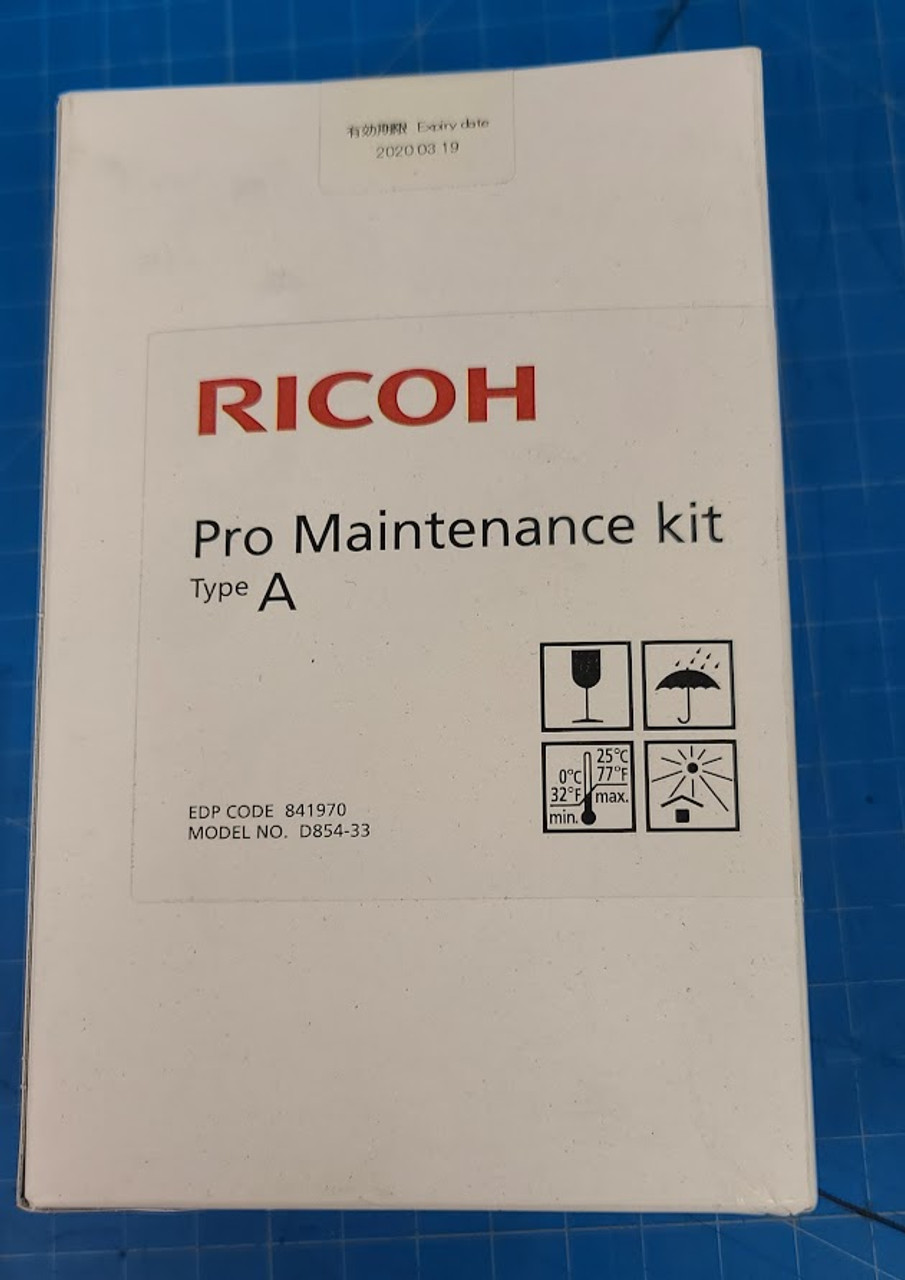 有効期限 Expiry date
2020 03 19
RICOH
Pro Maintenance kit
Type A
25°C
0°C 77°F
32°F max.
min.
EDP CODE 841970
MODEL NO. D854-33